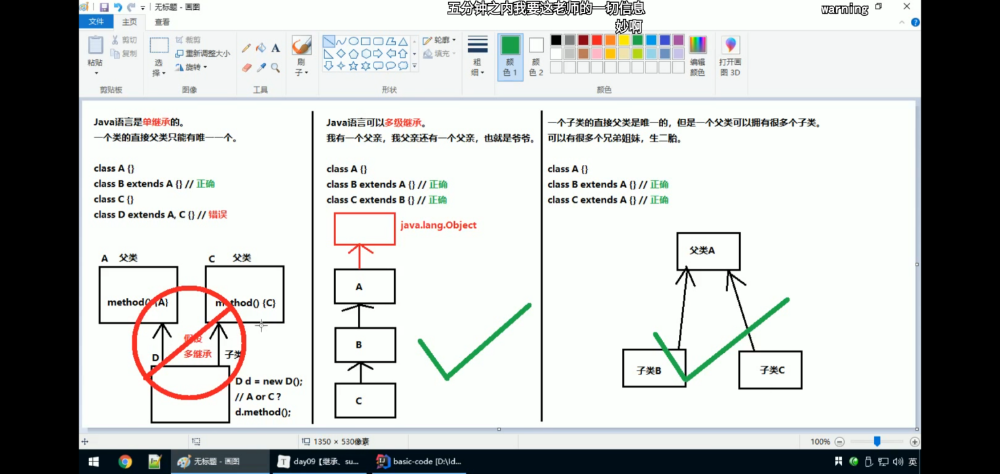 无标题 - 画图
五分钟之内我要这老师的一切信息
warning
妙啊
文件
主页
查看
粘贴
剪切
复制
剪贴板
选择
裁剪
重新调整大小
旋转
图像
A
工具
刷子
轮廓
填充
形状
粗细
颜色 1
颜色 2
编辑颜色
颜色
打开画图 3D
Java语言是单继承的。
一个类的直接父类只能有唯一一个。
class A {}
class B extends A {} // 正确
class C {}
class D extends A, C {} // 错误
A 父类
C 父类
method() {A}
method() {C}
假设
多继承
D
子类
D d = new D();
// A or C ?
d.method();
Java语言可以多级继承。
我有一个父亲，我父亲还有一个父亲，也就是爷爷。
class A {}
class B extends A {} // 正确
class C extends B {} // 正确
java.lang.Object
A
B
C
一个子类的直接父类是唯一的，但是一个父类可以拥有很多个子类。
可以有很多个兄弟姐妹，生二胎。
class A {}
class B extends A {} // 正确
class C extends A {} // 正确
父类A
子类B
子类C
1350 × 530像素
100%
无标题 - 画图
day09【继承、su...
basic-code [D:\Id...
英